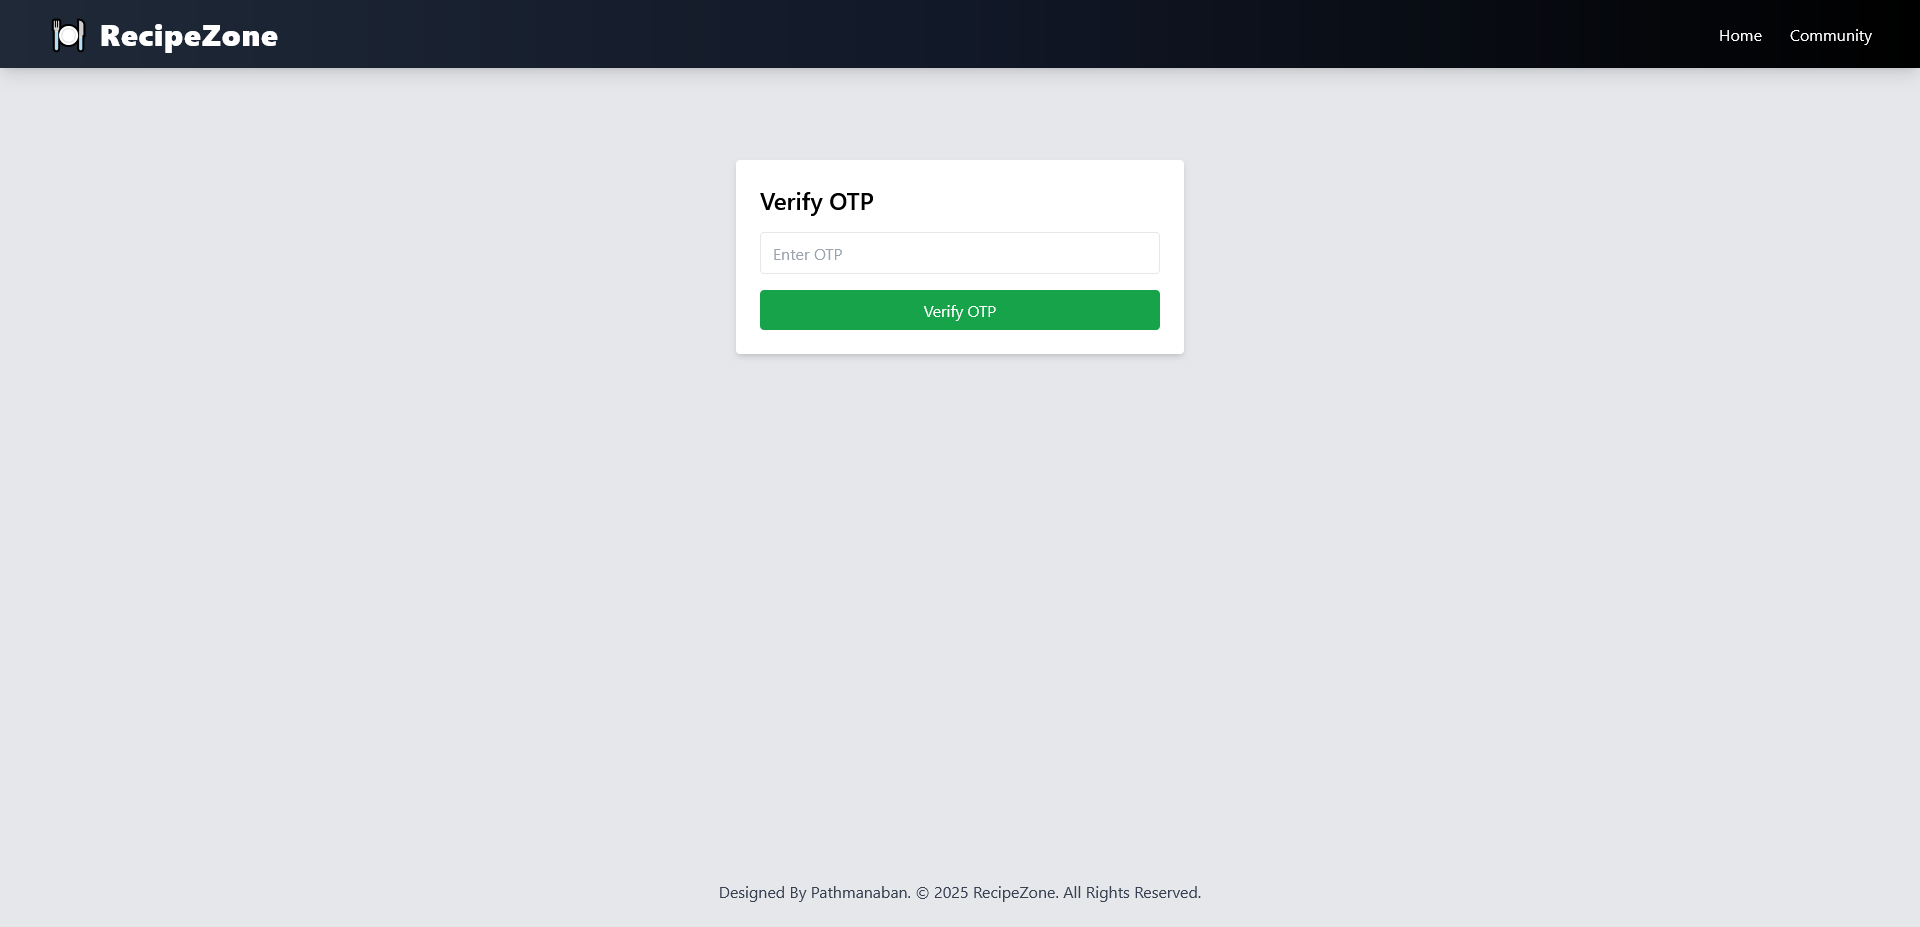 RecipeZone
Home
Community
Verify OTP
Enter OTP
Verify OTP
Designed By Pathmanaban. © 2025 RecipeZone. All Rights Reserved.